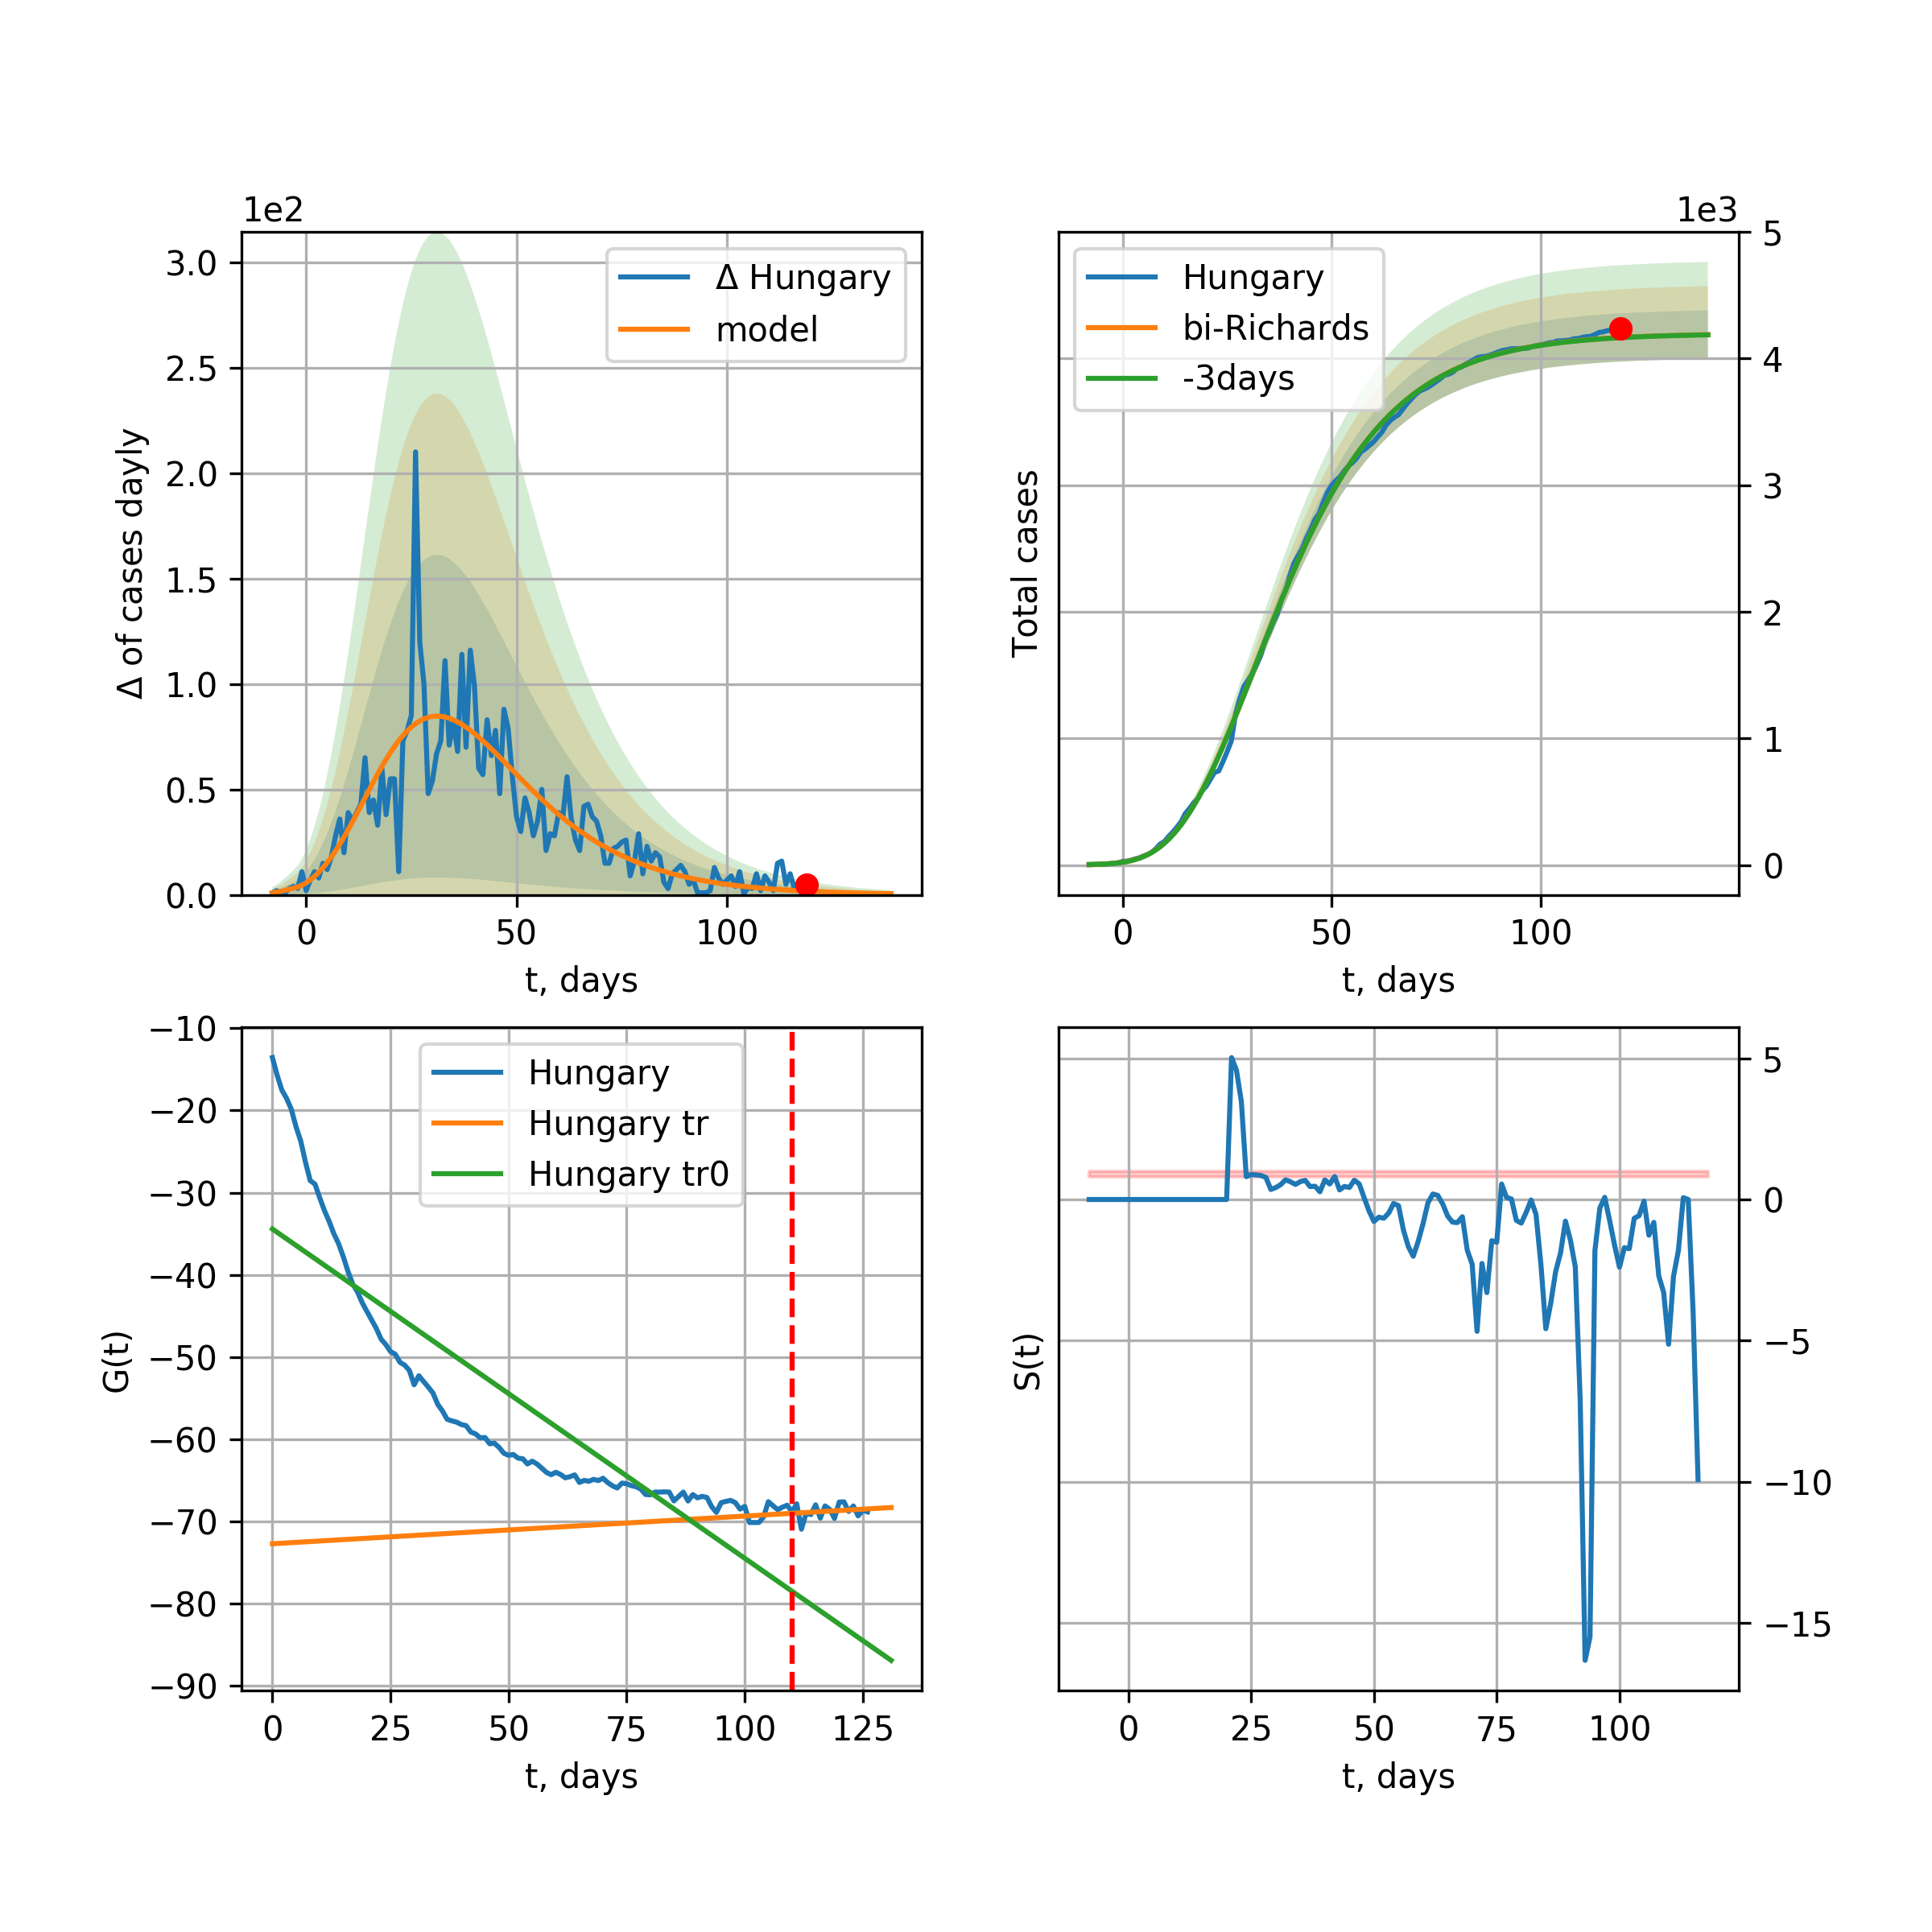 1e2
3.0
2.5
2.0
1.5
1.0
0.5
0.0
Δ of cases dayly
Δ Hungary
model
0 50 100
t, days
1e3
5
4
3
2
1
0
Total cases
Hungary
bi-Richards
-3days
0 50 100
t, days
−10
−20
−30
−40
−50
−60
−70
−80
−90
G(t)
Hungary
Hungary tr
Hungary tr0
0 25 50 75 100 125
t, days
S(t)
5
0
−5
−10
−15
0 25 50 75 100
t, days